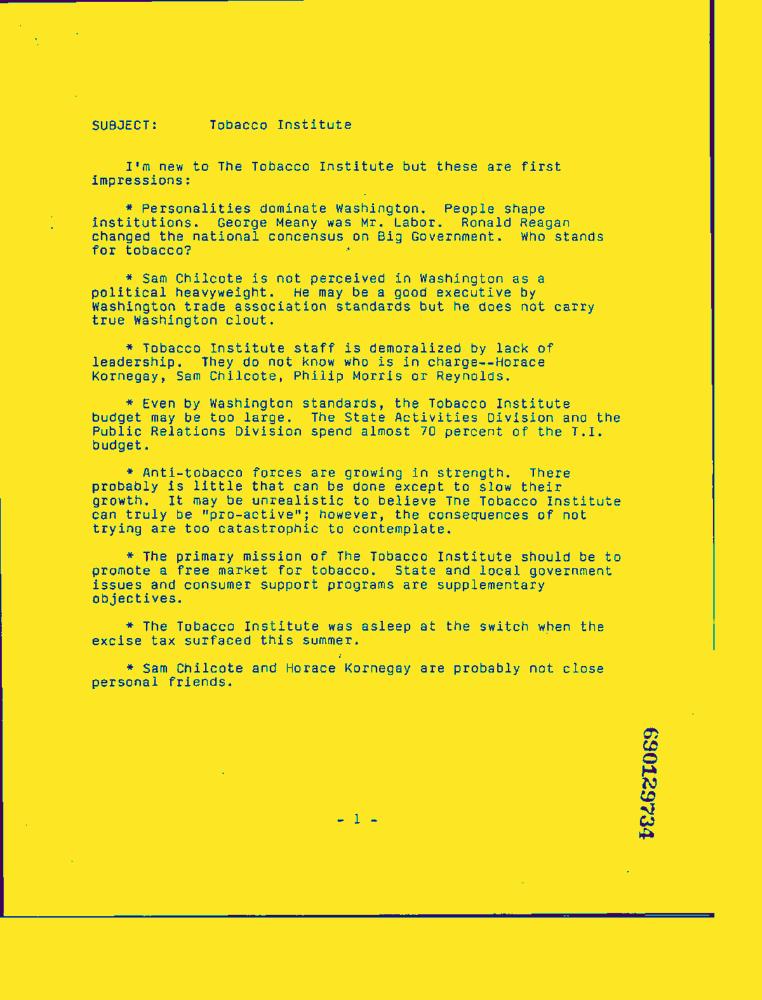 SUBJECT: Tobacco Institute
I'm new to The Tobacco Institute but these are first
impressions:
* Personalities dominate Washington. People shape
institutions. George Meany was Mr. Labor. Ronald Reagan
changed the national concensus on Big Government. Who stands
for tobacco?
* Sam Chilcote is not perceived in Washington as a
political heavyweight. He may be a good executive by
Washington trade association standards but he does not carry
true Washington clout.
* Tobacco Institute staff is demoralized by lack of
leadership. They do not know who is in charge--Horace
Kornegay, Sam Chilcote, Philip Morris or Reynolds.
* Even by Washington standards, the Tobacco Institute
budget may be too large. The State Activities Division and the
Public Relations Division spend almost 70 percent of the T.I.
budget.
* Anti-tobacco forces are growing in strength. There
probably is little that can be done except to slow their
growth. It may be unrealistic to believe The Tobacco Institute
can truly be "pro-active"; however, the consequences of not
trying are too catastrophic to contemplate.
* The primary mission of The Tobacco Institute should be to
promote a free market for tobacco. State and local government
issues and consumer support programs are supplementary
objectives.
* The Tobacco Institute was asleep at the switch when the
excise tax surfaced this summer.
* Sam Chilcote and Horace Kornegay are probably not close
personal friends.
690129734
- 1 -